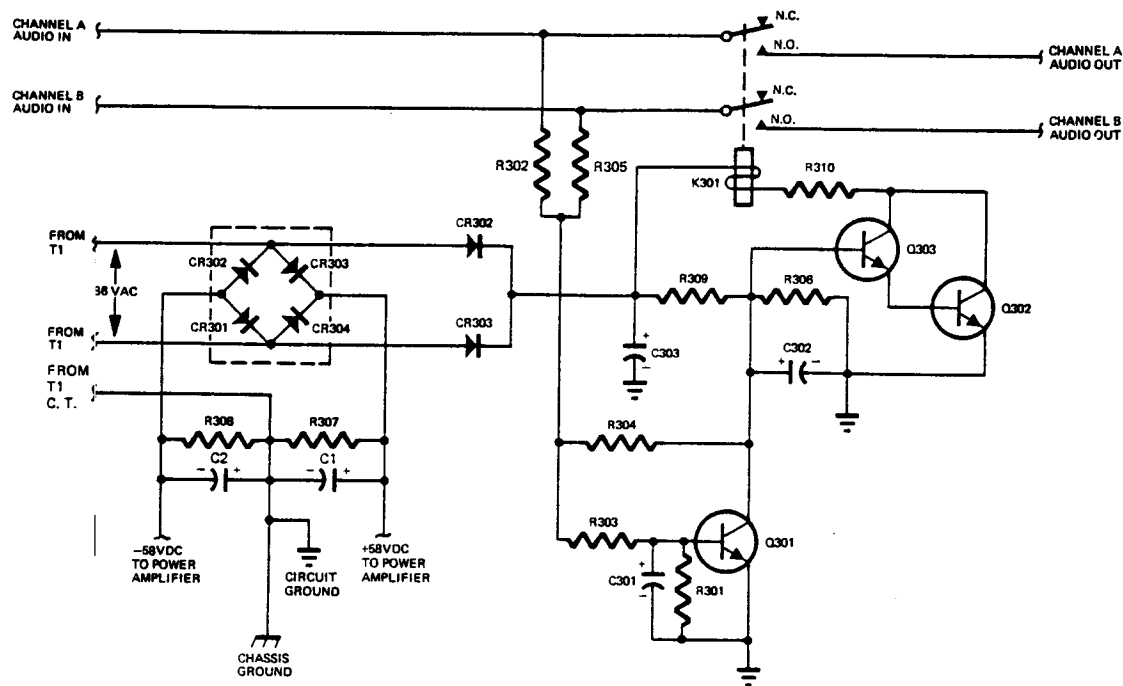 CHANNEL A
AUDIO IN
N.C.
N.O.
CHANNEL A
AUDIO OUT
CHANNEL B
AUDIO IN
N.C.
N.O.
CHANNEL B
AUDIO OUT
R302
R305
K301
R310
FROM
T1
CR302
CR302
CR303
Q303
36 VAC
R309
R306
Q302
CR301
CR304
CR303
FROM
T1
+
C303
-
C302
+
-
FROM
T1
C. T.
R308
R307
R304
- C2 +
- C1 +
R303
Q301
-58VDC
TO POWER
AMPLIFIER
CIRCUIT
GROUND
+58VDC
TO POWER
AMPLIFIER
+
C301
-
R301
CHASSIS
GROUND